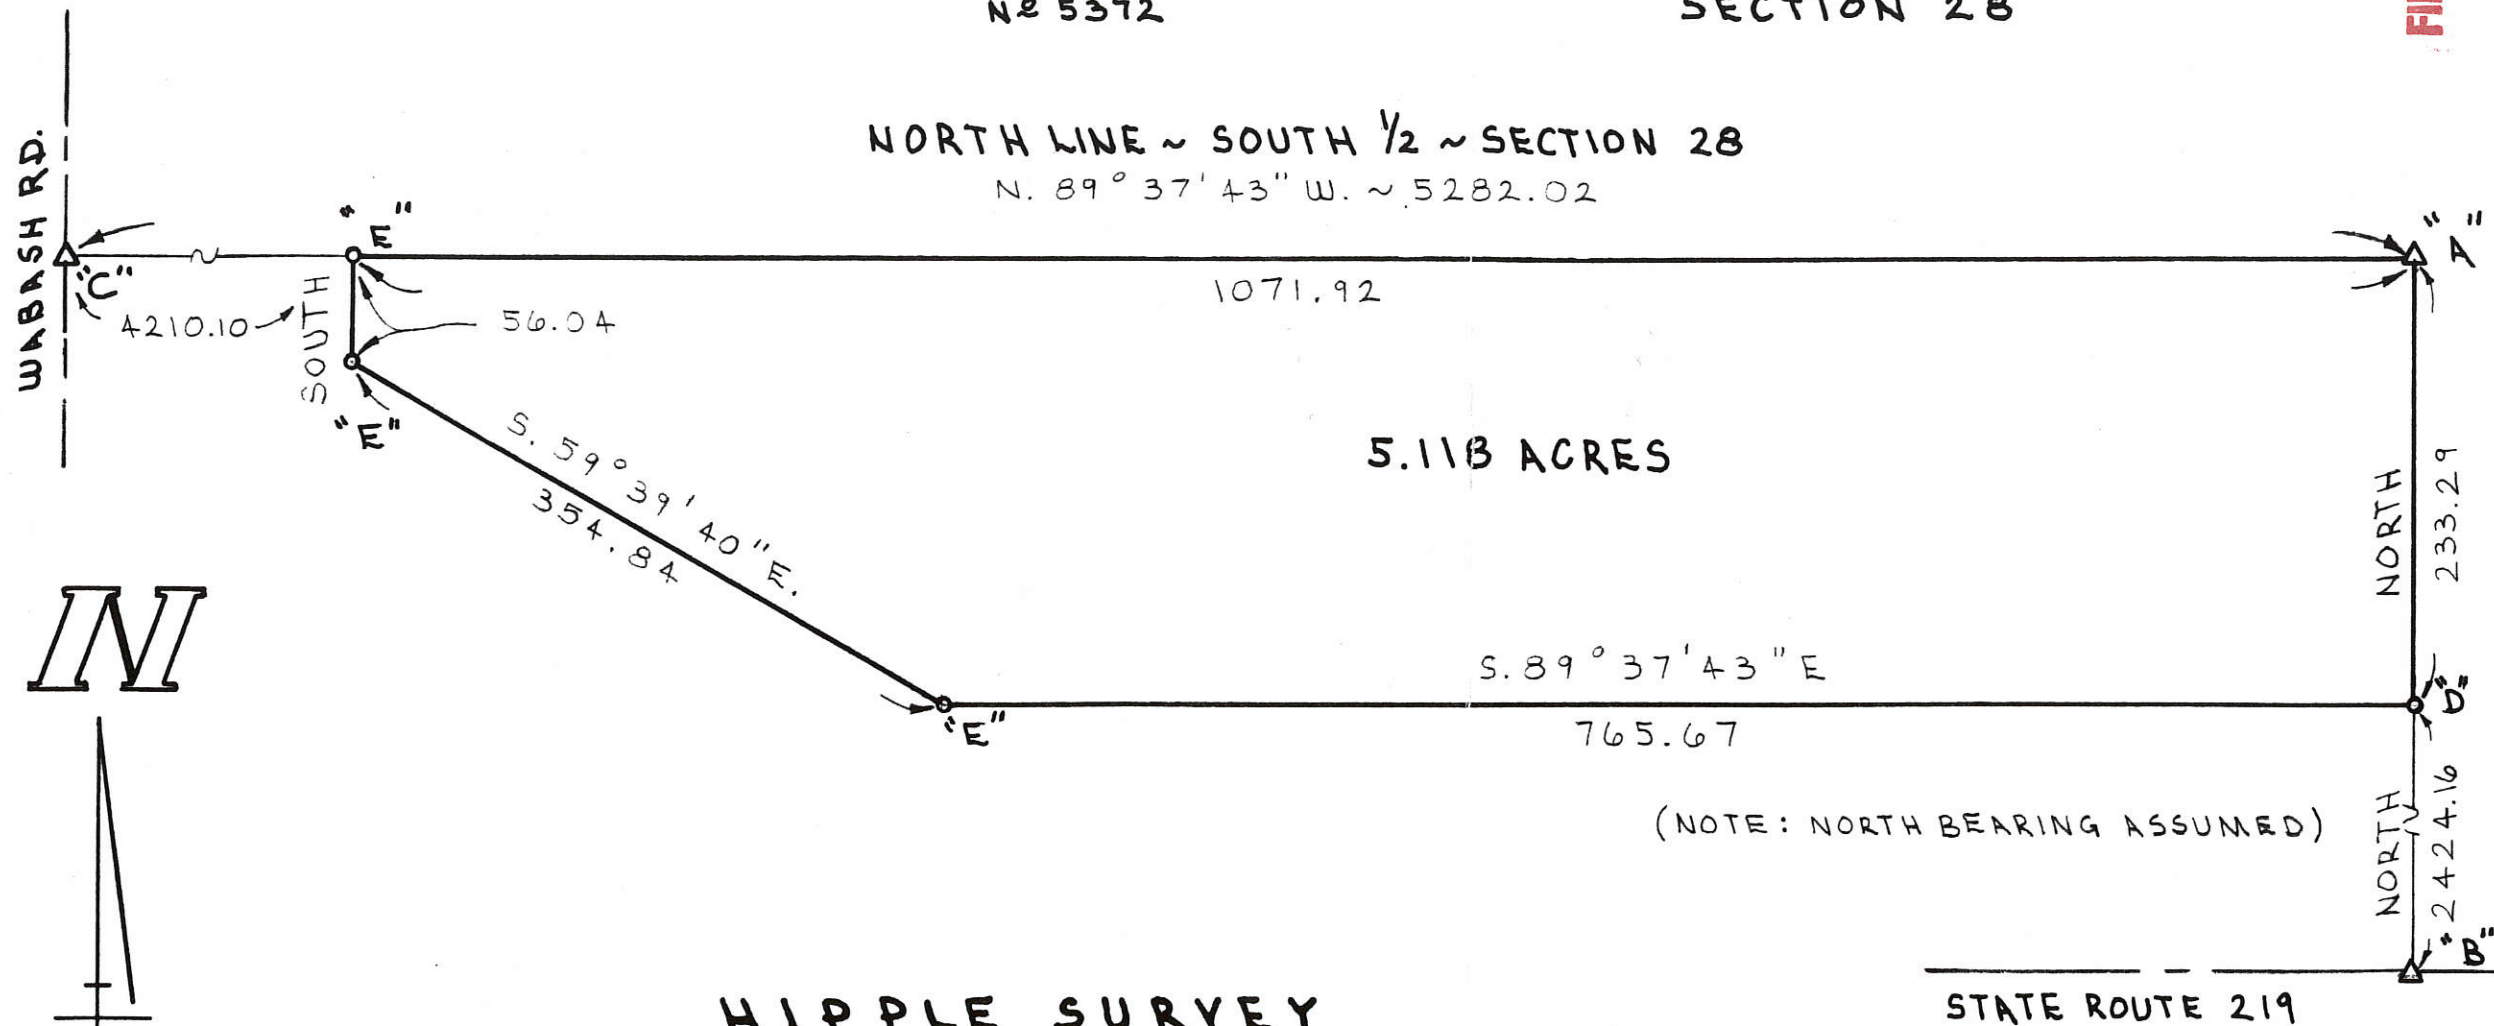 № 5372
SECTION 28
NORTH LINE ~ SOUTH 1/2 ~ SECTION 28
N. 89° 37' 43" W. ~ 5282.02
WABASH RD.
"E"
"A"
"C"
1071.92
4210.10
SOUTH
56.04
"E"
S. 59° 39' 40" E.
354.84
5.118 ACRES
NORTH
233.29
N
S. 89° 37' 43" E
"D"
"E"
765.67
(NOTE: NORTH BEARING ASSUMED)
NORTH
2424.16
"B"
HIPPLE SURVEY
STATE ROUTE 219